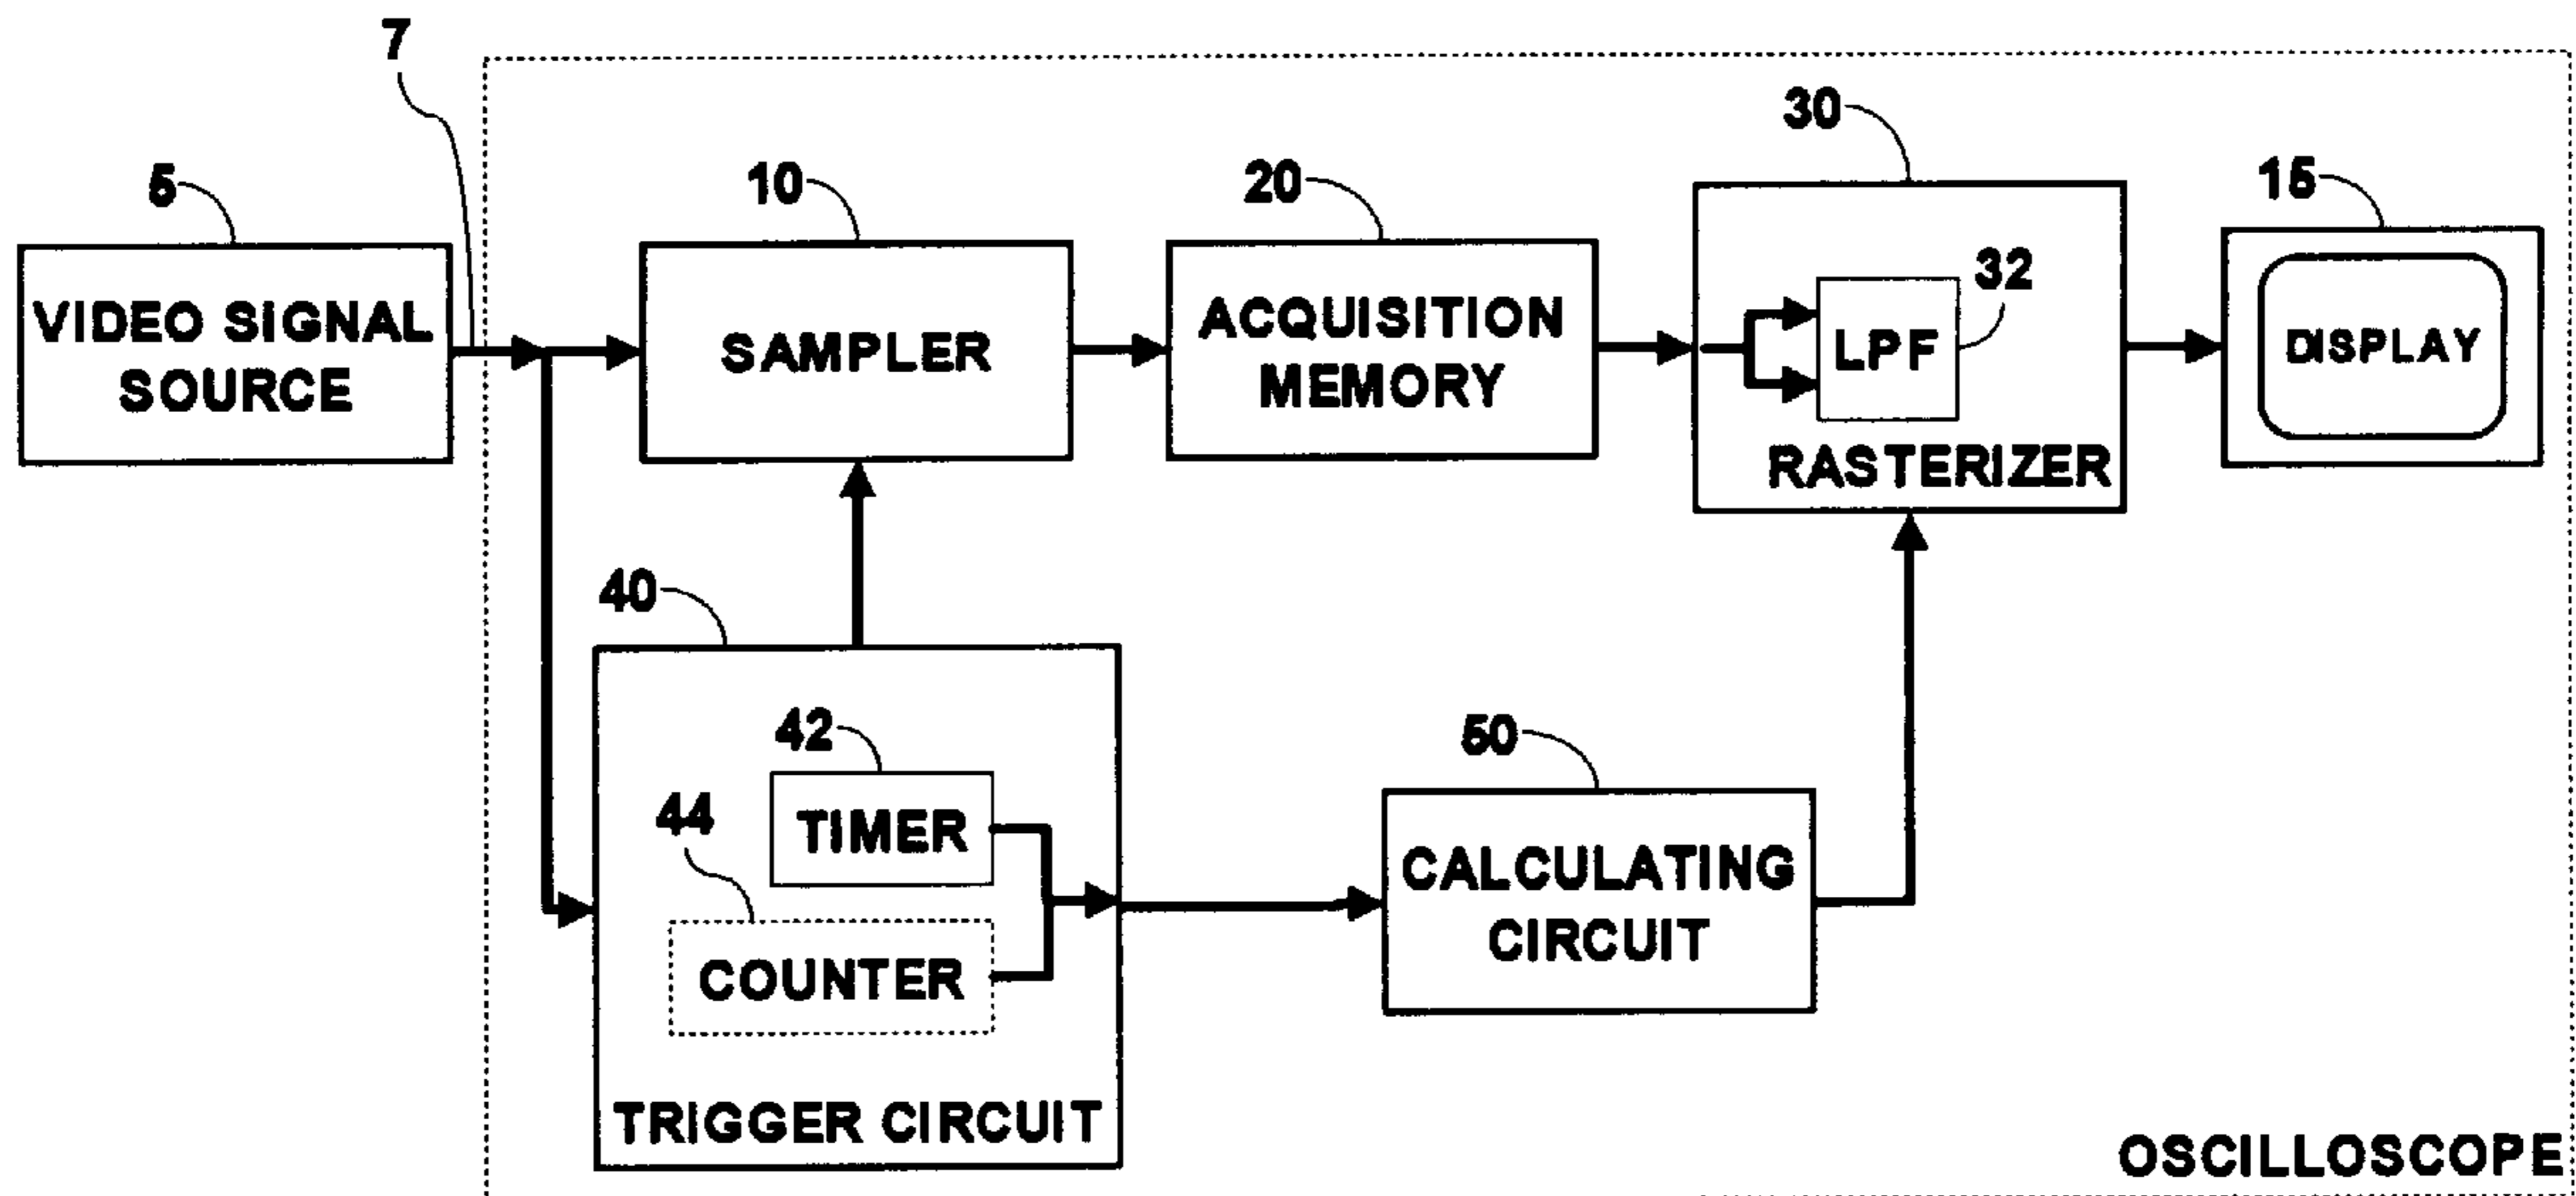 7
5
VIDEO SIGNAL
SOURCE
10
SAMPLER
20
ACQUISITION
MEMORY
30
32
LPF
RASTERIZER
15
DISPLAY
40
42
TIMER
44
COUNTER
TRIGGER CIRCUIT
50
CALCULATING
CIRCUIT
OSCILLOSCOPE